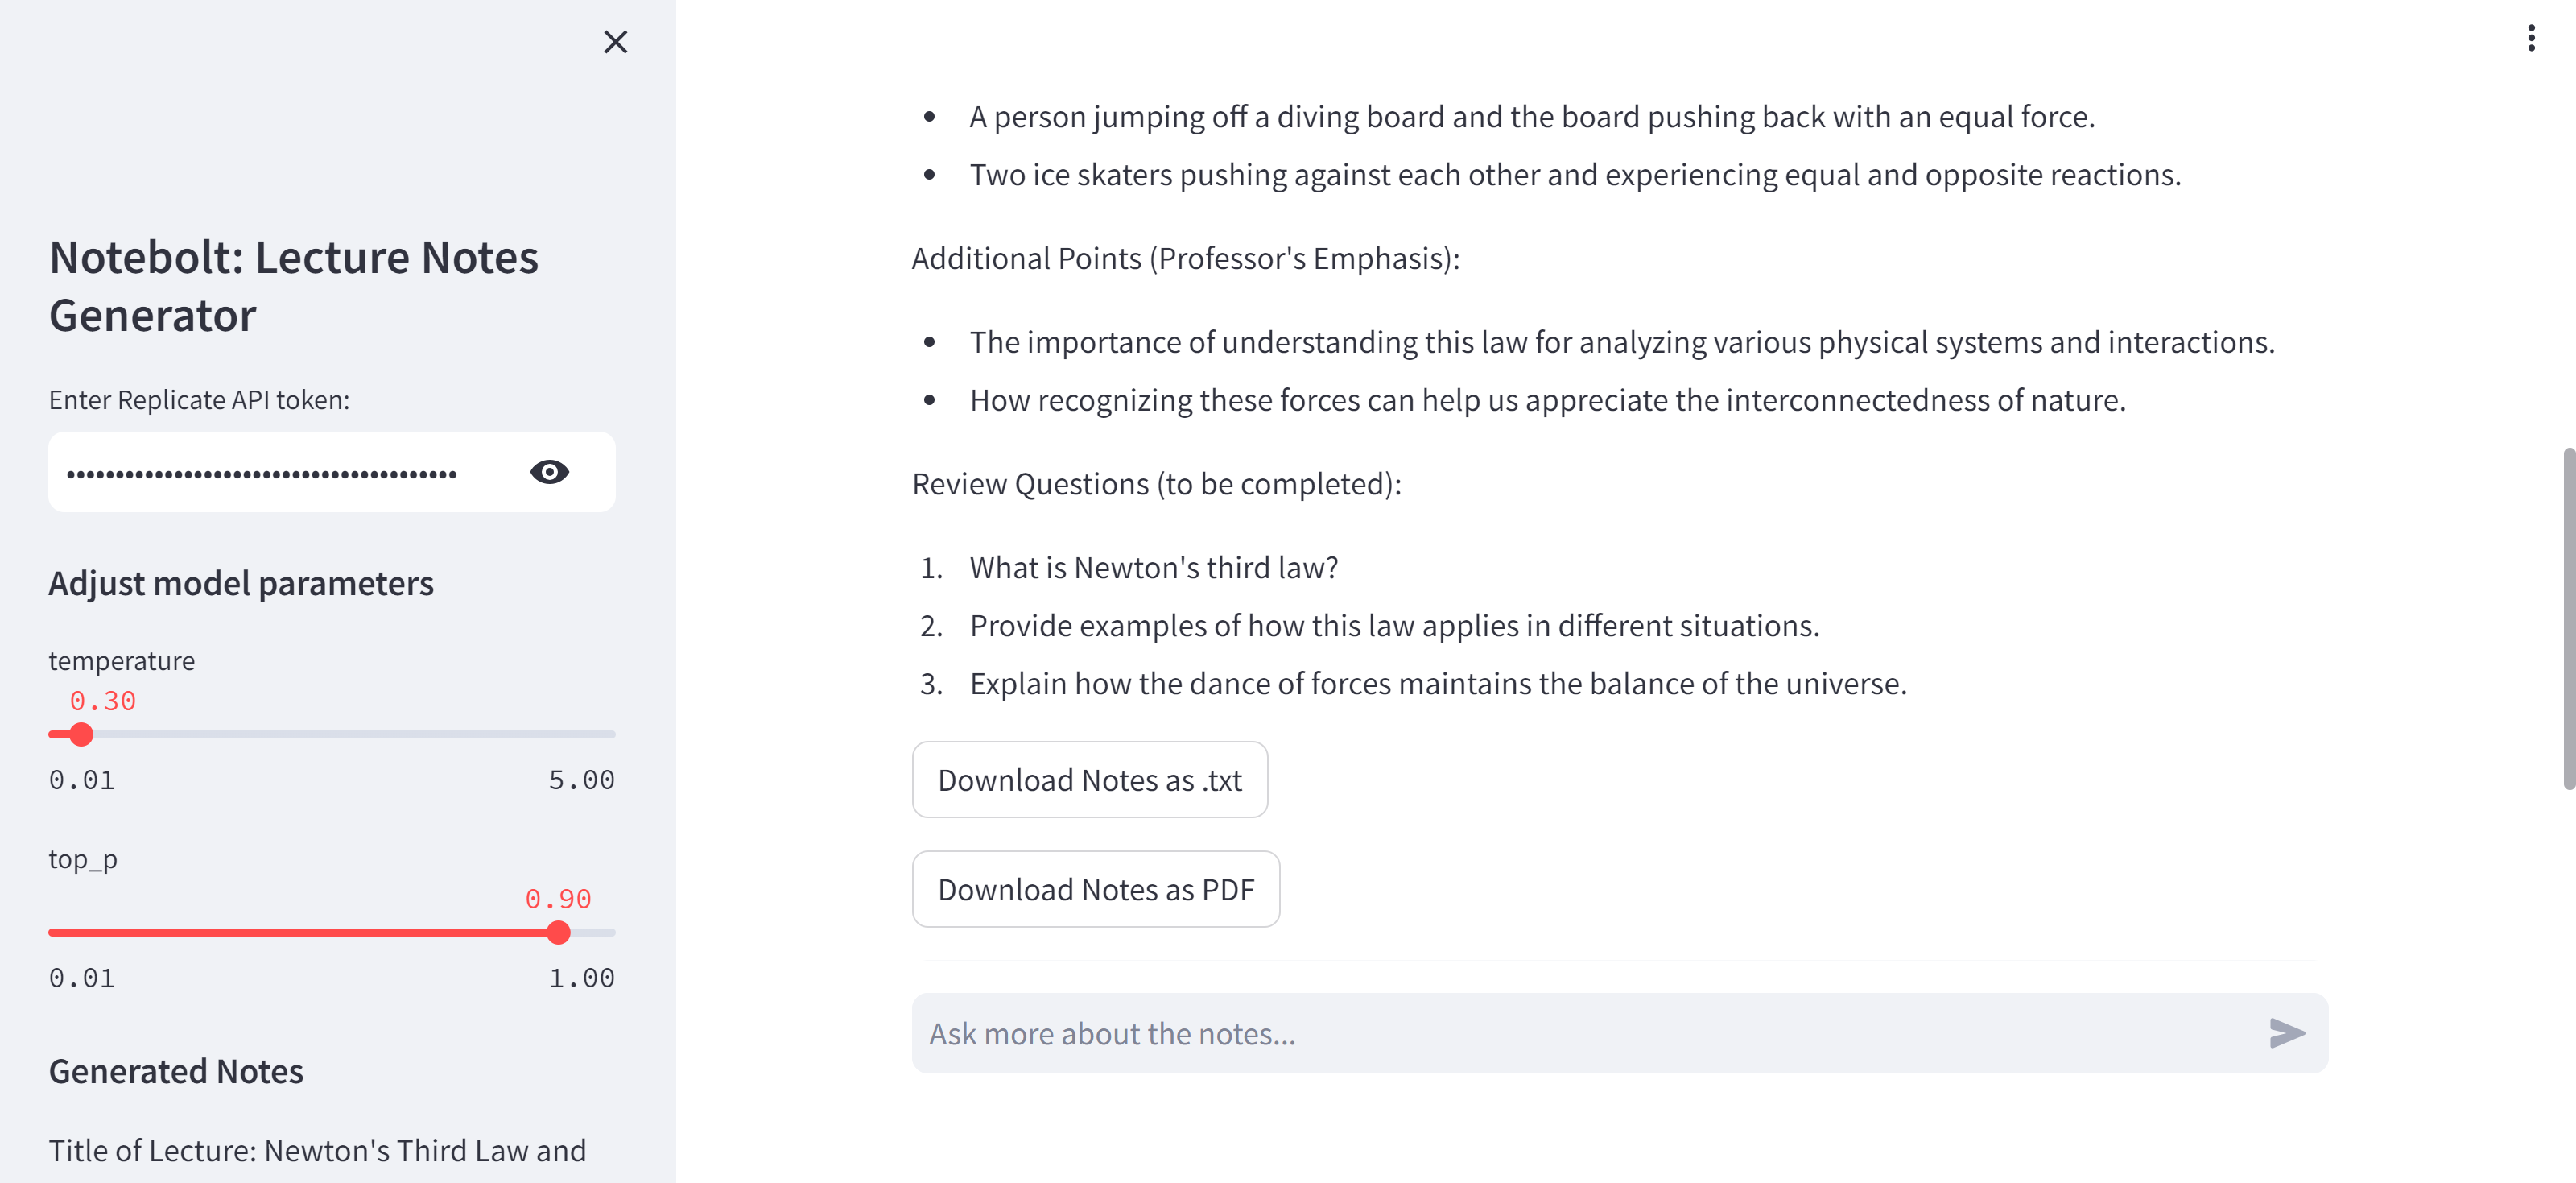 Notebolt: Lecture Notes
Generator
Enter Replicate API token:
••••••••••••••••••••••••••••••••••••••••
Adjust model parameters
temperature
0.30
0.01 5.00
top_p
0.90
0.01 1.00
Generated Notes
Title of Lecture: Newton's Third Law and
• A person jumping off a diving board and the board pushing back with an equal force.
• Two ice skaters pushing against each other and experiencing equal and opposite reactions.
Additional Points (Professor's Emphasis):
• The importance of understanding this law for analyzing various physical systems and interactions.
• How recognizing these forces can help us appreciate the interconnectedness of nature.
Review Questions (to be completed):
1. What is Newton's third law?
2. Provide examples of how this law applies in different situations.
3. Explain how the dance of forces maintains the balance of the universe.
Download Notes as .txt
Download Notes as PDF
Ask more about the notes...